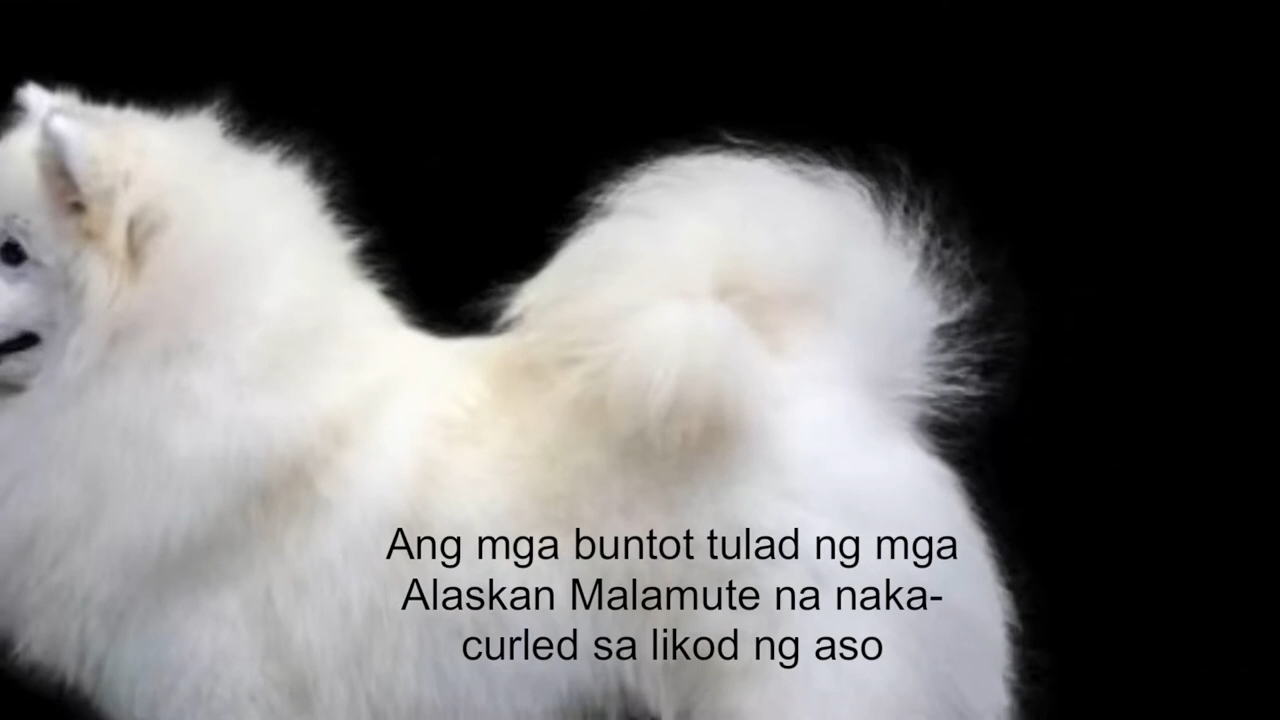 Ang mga buntot tulad ng mga
Alaskan Malamute na naka-
curled sa likod ng aso